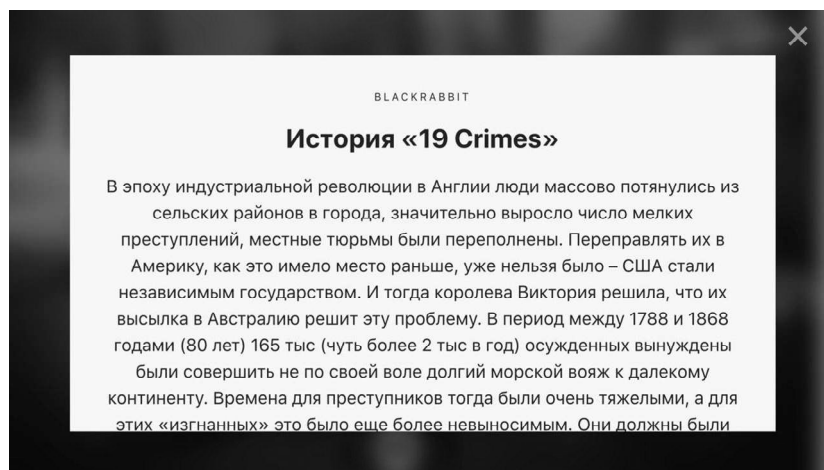 BLACKRABBIT
История «19 Crimes»
В эпоху индустриальной революции в Англии люди массово потянулись из
сельских районов в города, значительно выросло число мелких
преступлений, местные тюрьмы были переполнены. Переправлять их в
Америку, как это имело место раньше, уже нельзя было – США стали
независимым государством. И тогда королева Виктория решила, что их
высылка в Австралию решит эту проблему. В период между 1788 и 1868
годами (80 лет) 165 тыс (чуть более 2 тыс в год) осужденных вынуждены
были совершить не по своей воле долгий морской вояж к далекому
континенту. Времена для преступников тогда были очень тяжелыми, а для
этих «изгнанных» это было еще более невыносимым. Они должны были